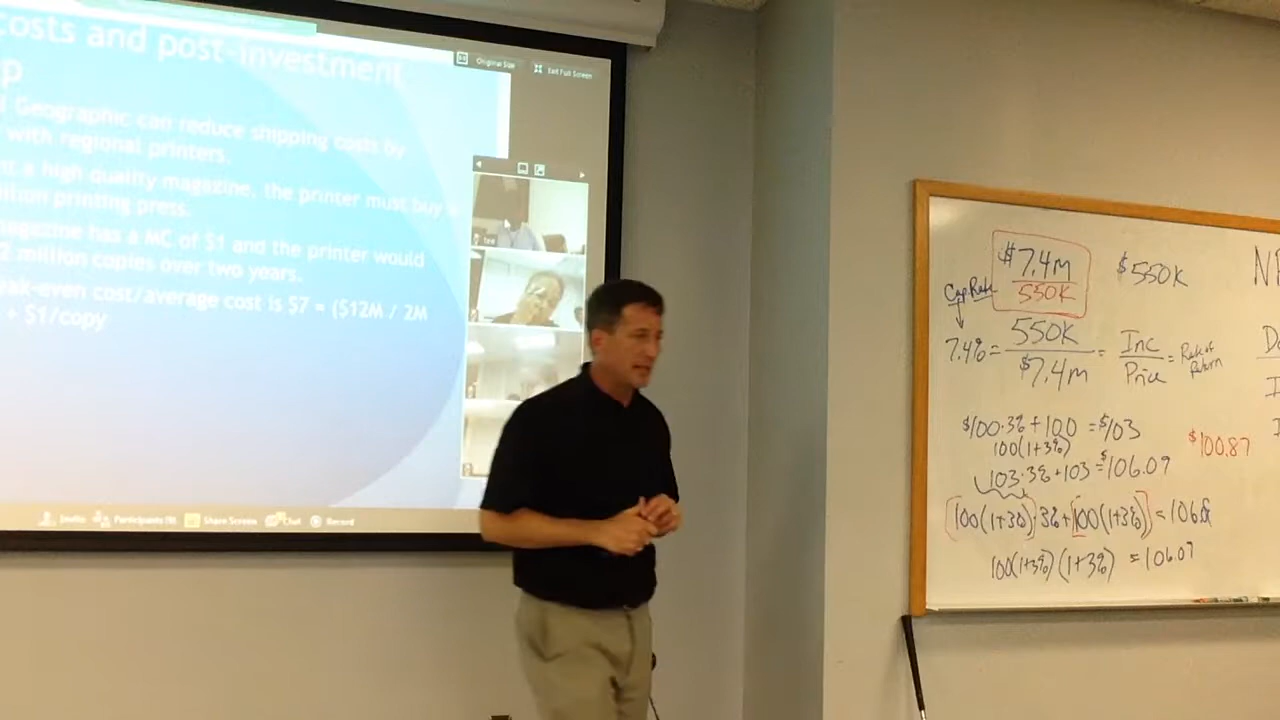 costs and post-investment
p
l Geographic can reduce shipping costs by
with regional printers.
a high quality magazine, the printer must buy
printing press.
magazine has a MC of $1 and the printer would
2 million copies over two years.
eak-even cost/average cost is $7 = ($12M / 2M
+ $1/copy
Original Size
Exit Full Screen
Invite
Participants
Share Screen
Chat
Record
$7.4M
550K
$550K
Cap. Rate
7.4% = 550K / $7.4M = Inc / Price = Rate of Return
$100·3% + 100 = $103
100(1+3%)
103·3% + 103 = $106.09
$100.87
[100(1+3%)]·3% + [100(1+3%)] = 106.
100(1+3%)(1+3%) = 106.09